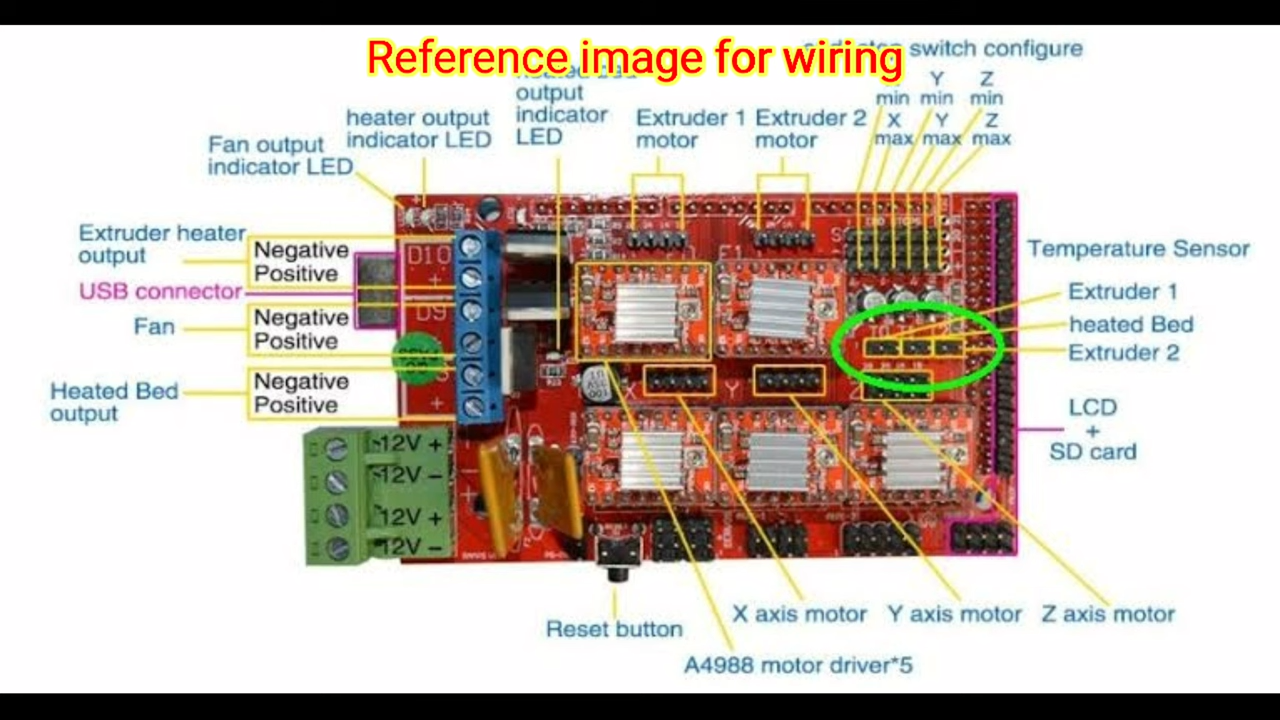 Reference image for wiring
switch configure
output
indicator
LED
heater output
indicator LED
Fan output
indicator LED
Extruder 1
motor
Extruder 2
motor
min
Y
min
Z
min
X
max
Y
max
Z
max
Extruder heater
output
Negative
Positive
USB connector
Fan
Negative
Positive
Heated Bed
output
Negative
Positive
D10
+
D9
+
12V +
12V −
12V +
12V −
X
Y
Z
Temperature Sensor
Extruder 1
heated Bed
Extruder 2
LCD
+
SD card
X axis motor
Y axis motor
Z axis motor
Reset button
A4988 motor driver*5